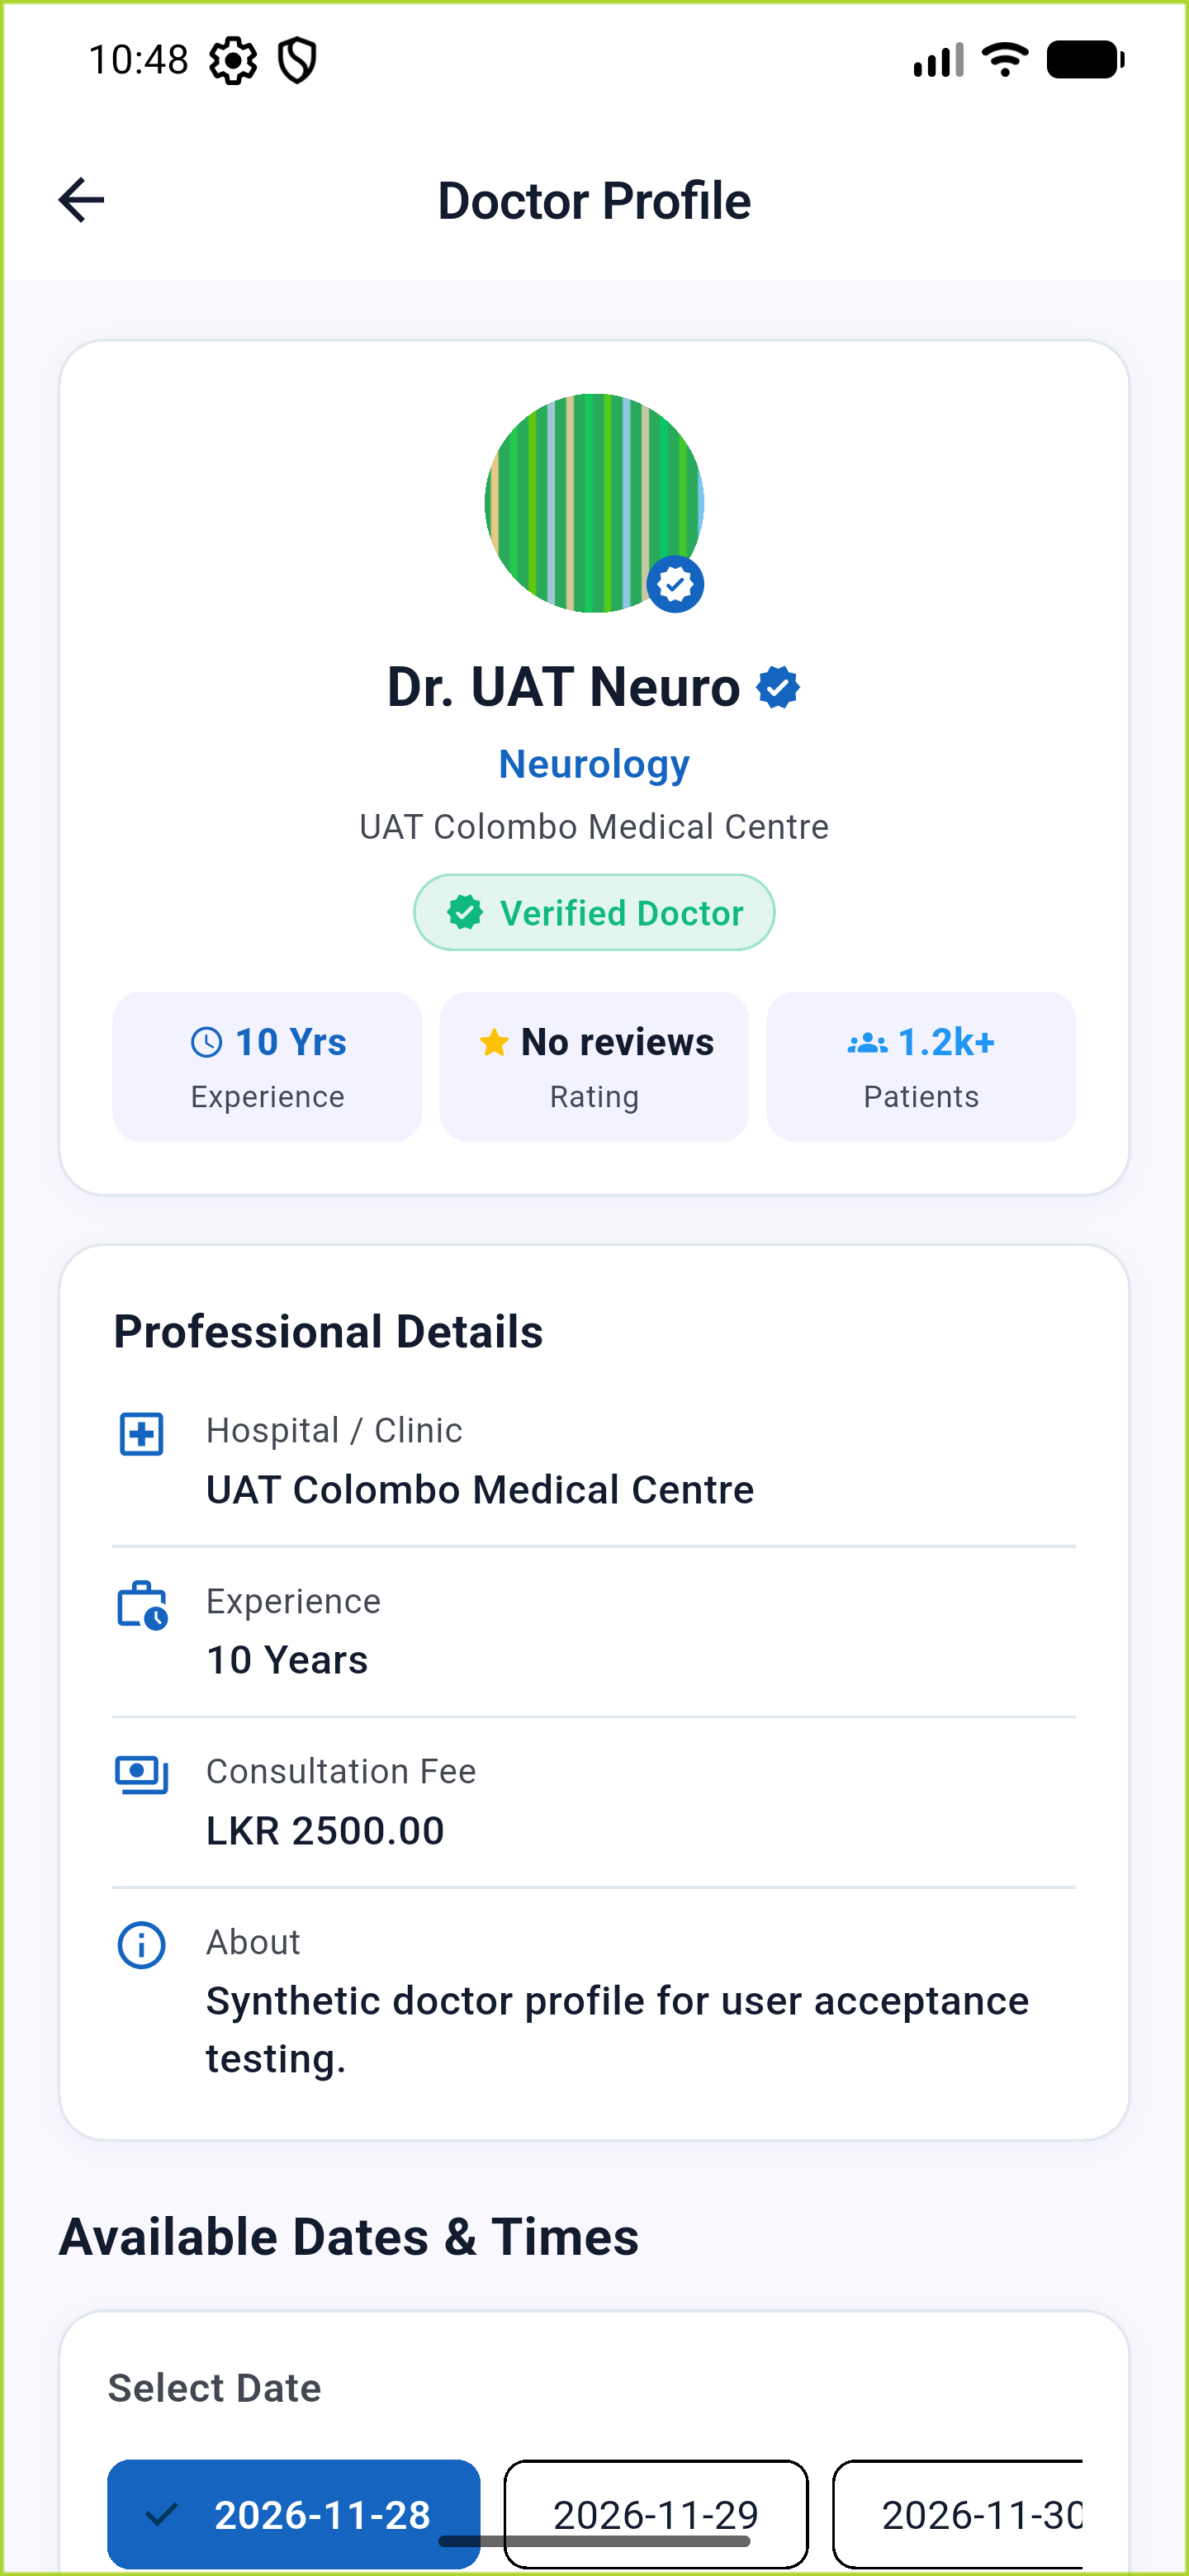 10:48
Doctor Profile
Dr. UAT Neuro
Neurology
UAT Colombo Medical Centre
Verified Doctor
10 Yrs
Experience
No reviews
Rating
1.2k+
Patients
Professional Details
Hospital / Clinic
UAT Colombo Medical Centre
Experience
10 Years
Consultation Fee
LKR 2500.00
About
Synthetic doctor profile for user acceptance
testing.
Available Dates & Times
Select Date
2026-11-28
2026-11-29
2026-11-30